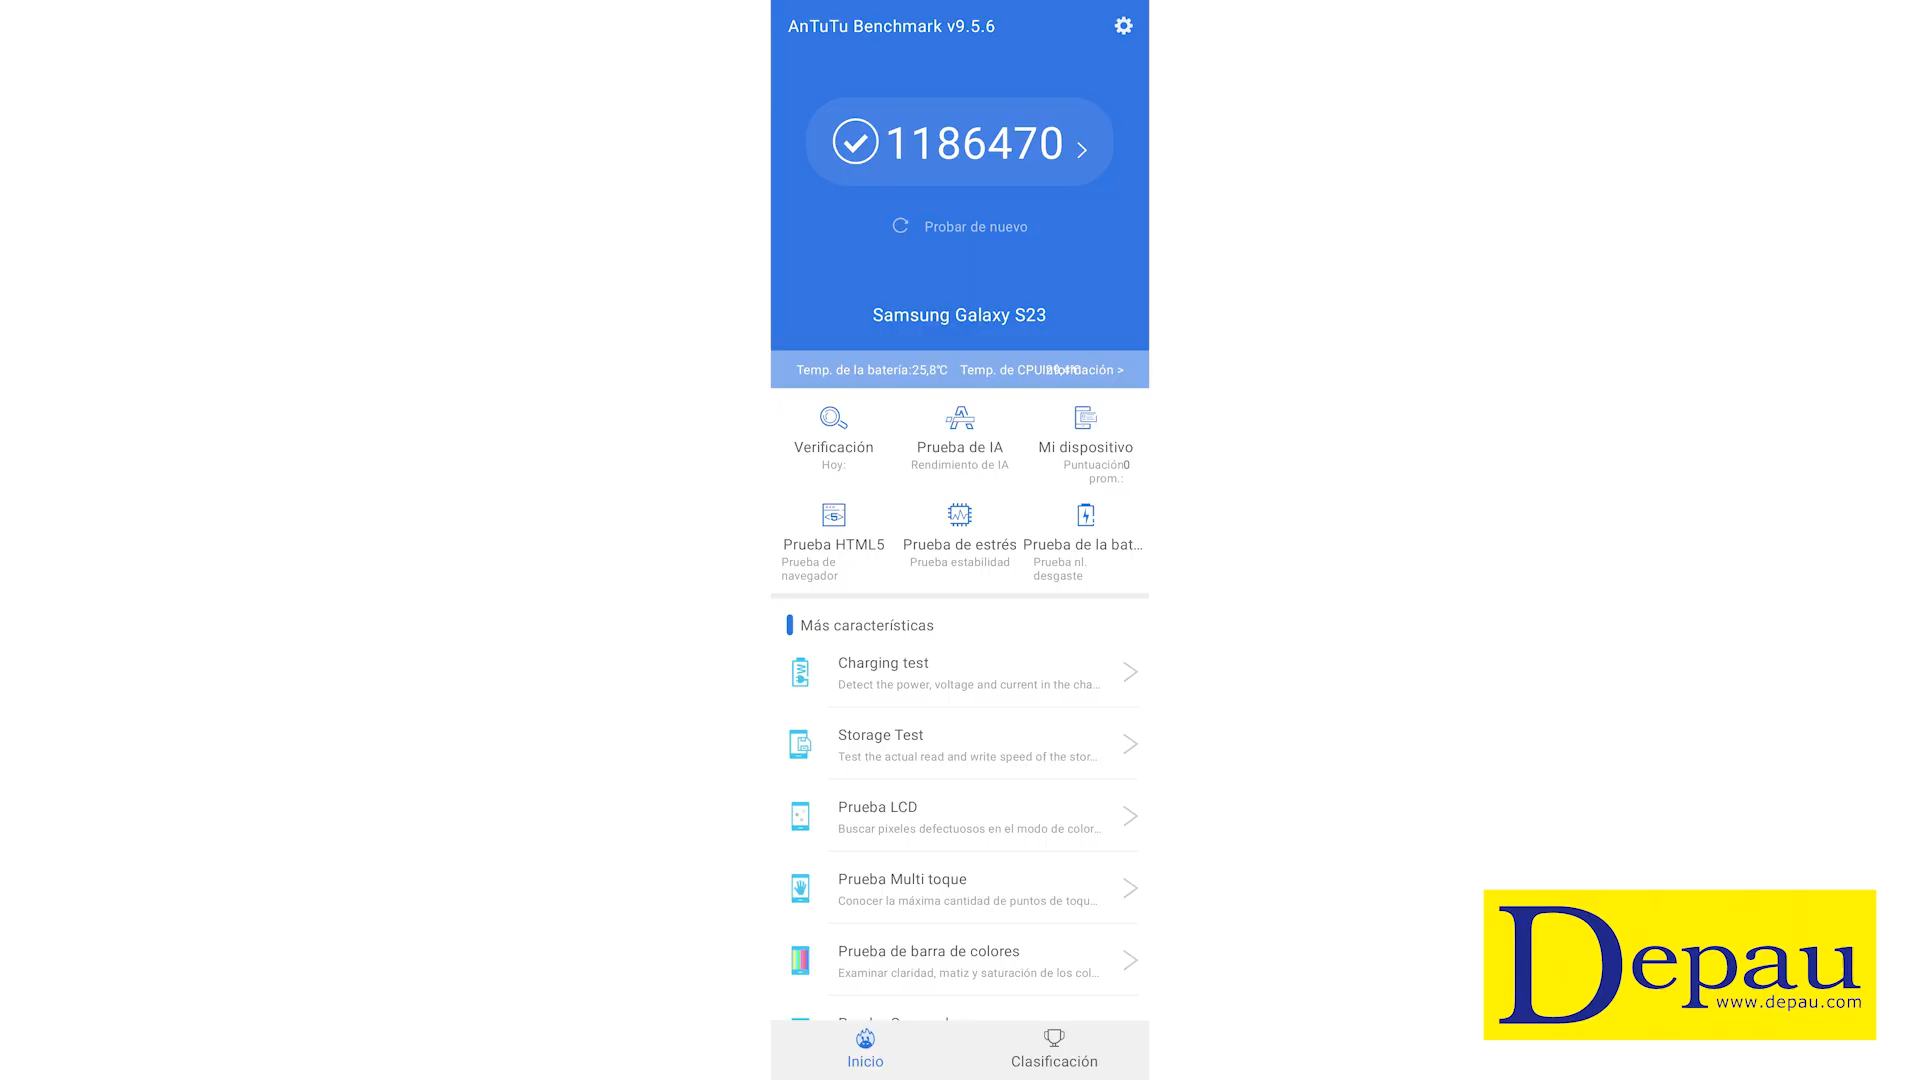 AnTuTu Benchmark v9.5.6
1186470
Probar de nuevo
Samsung Galaxy S23
Temp. de la batería:25,8℃ Temp. de CPU Información >
Verificación Prueba de IA Mi dispositivo
Hoy: Rendimiento de IA Puntuación0
prom.:
Prueba HTML5 Prueba de estrés Prueba de la bat...
Prueba de Prueba estabilidad Prueba nl.
navegador desgaste
Más características
Charging test
Detect the power, voltage and current in the cha...
Storage Test
Test the actual read and write speed of the stor...
Prueba LCD
Buscar pixeles defectuosos en el modo de color...
Prueba Multi toque
Conocer la máxima cantidad de puntos de toqu...
Prueba de barra de colores
Examinar claridad, matiz y saturación de los col...
Inicio Clasificación
Depau
www.depau.com